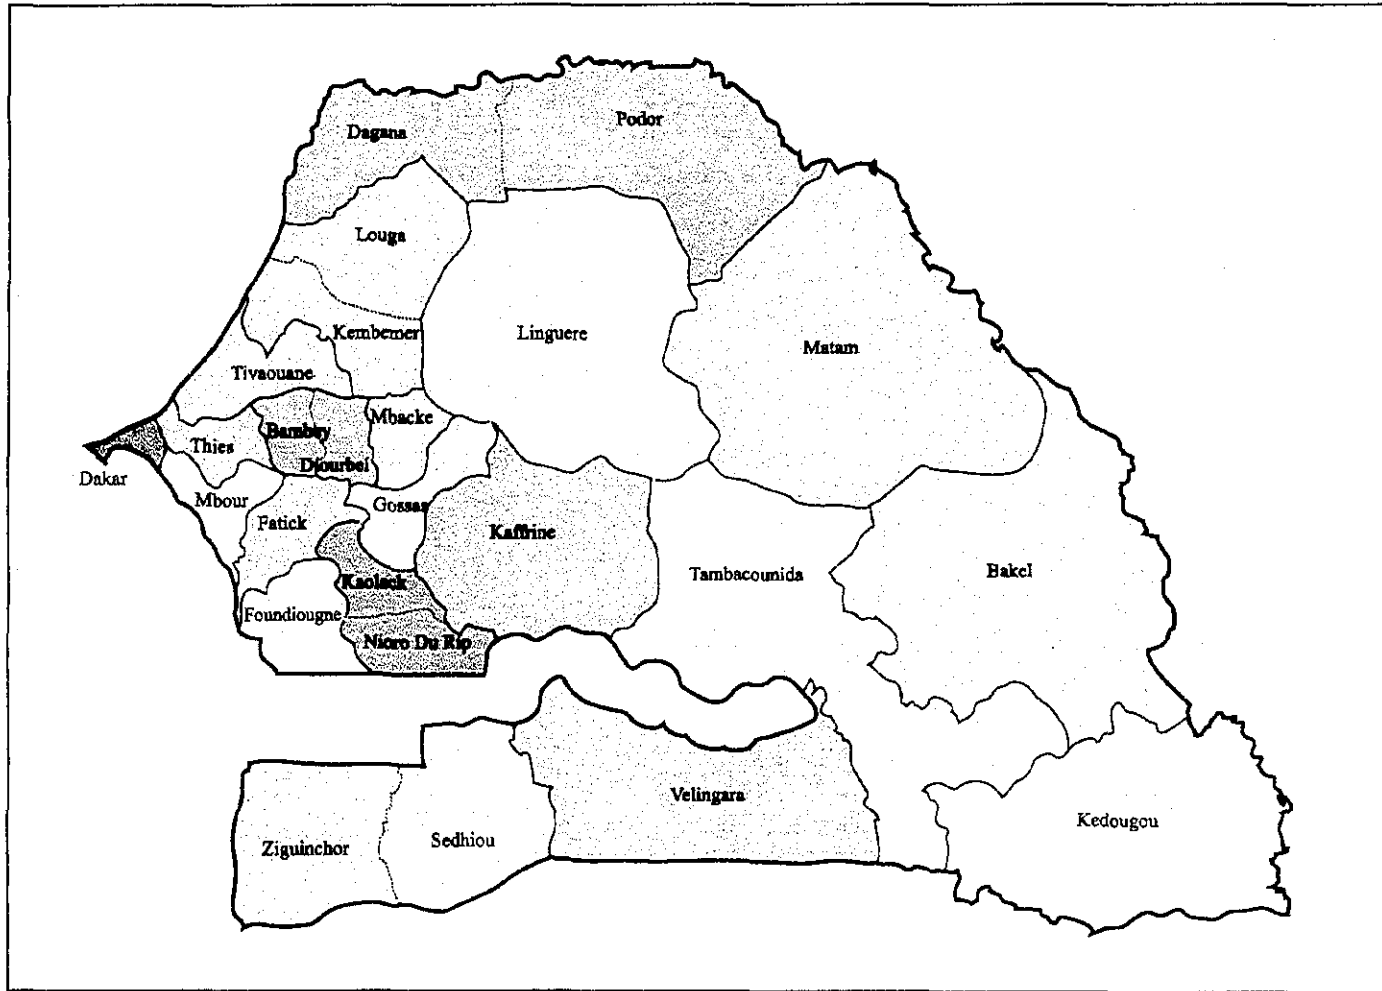 Podor
Dagana
Louga
Kembemer
Linguere
Matam
Tivaouane
Mbacke
Bambey
Thies
Diourbel
Dakar
Mbour
Gossas
Fatick
Kaffrine
Bakel
Tambacounida
Kaolack
Foundiougne
Nioro Du Rip
Velingara
Kedougou
Sedhiou
Ziguinchor